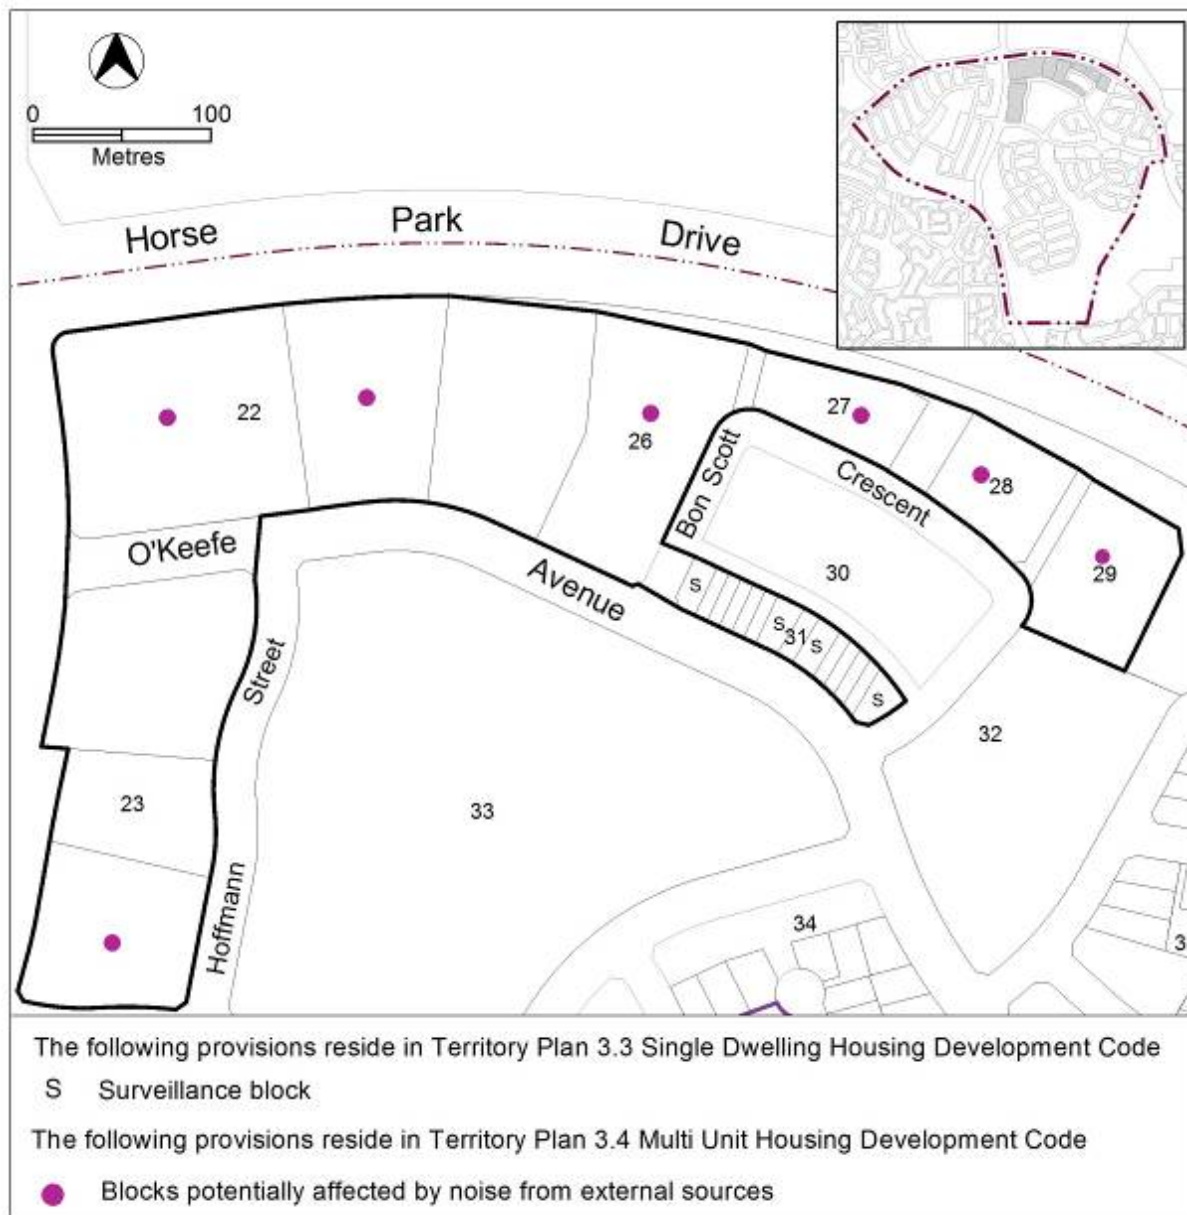 0 100
Metres
Horse Park Drive
22
26
27
28
29
Bon Scott
Crescent
O'Keefe
Avenue
30
S
S
31
S
S
Street
32
23
33
Hoffmann
34
3
The following provisions reside in Territory Plan 3.3 Single Dwelling Housing Development Code
S Surveillance block
The following provisions reside in Territory Plan 3.4 Multi Unit Housing Development Code
Blocks potentially affected by noise from external sources